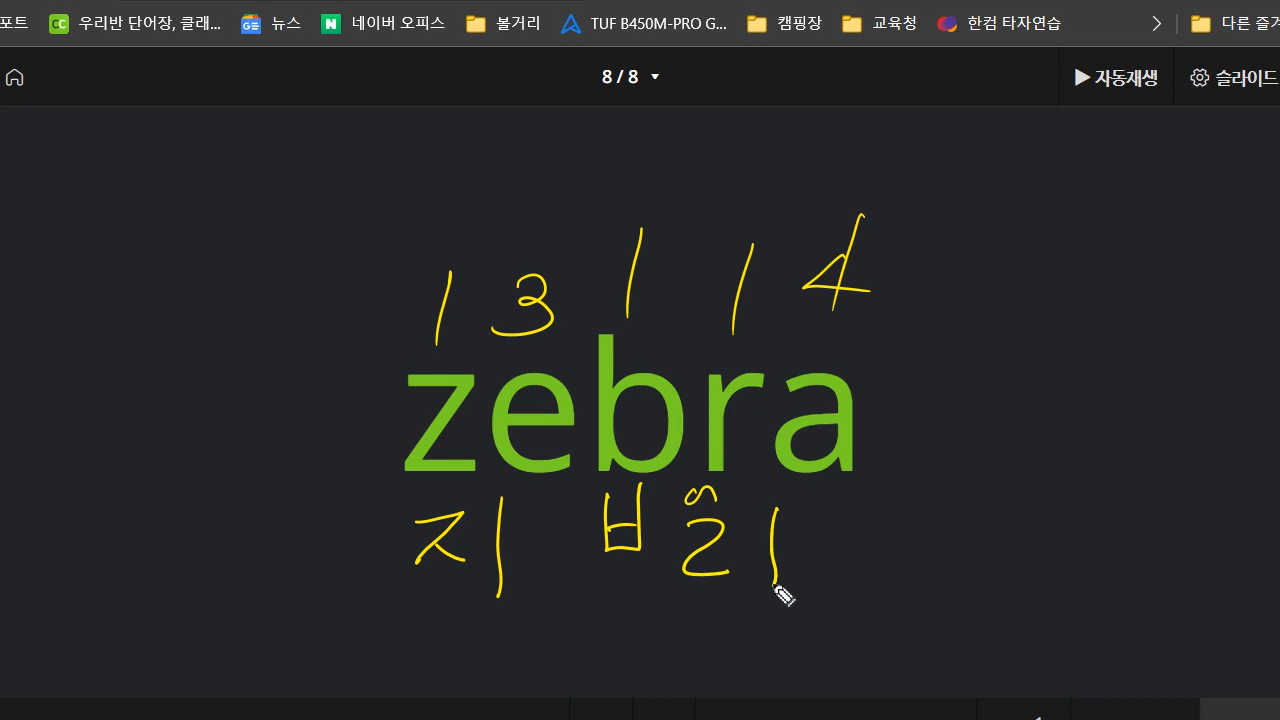 포트 우리반 단어장, 클래... 뉴스 네이버 오피스 볼거리 TUF B450M-PRO G... 캠핑장 교육청 한컴 타자연습 다른 즐겨
8 / 8 자동재생 슬라이드
1 3 1 1 4
zebra
지 ㅂ 리